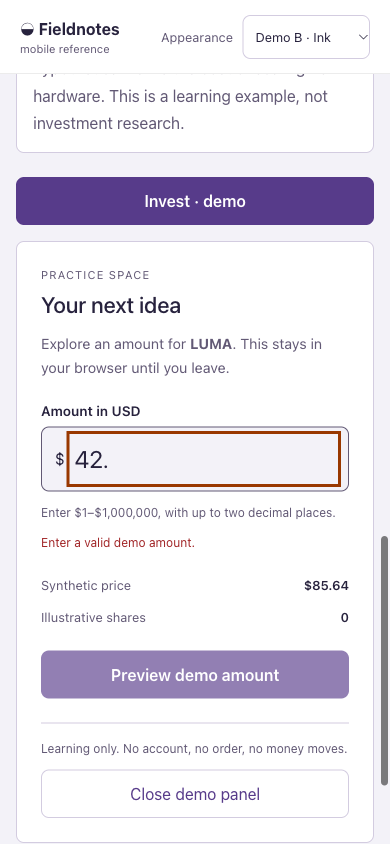 Fieldnotes
mobile reference
Appearance
Demo B · Ink
hardware. This is a learning example, not
investment research.
Invest · demo
PRACTICE SPACE
Your next idea
Explore an amount for LUMA. This stays in
your browser until you leave.
Amount in USD
$ 42.
Enter $1–$1,000,000, with up to two decimal places.
Enter a valid demo amount.
Synthetic price $85.64
Illustrative shares 0
Preview demo amount
Learning only. No account, no order, no money moves.
Close demo panel